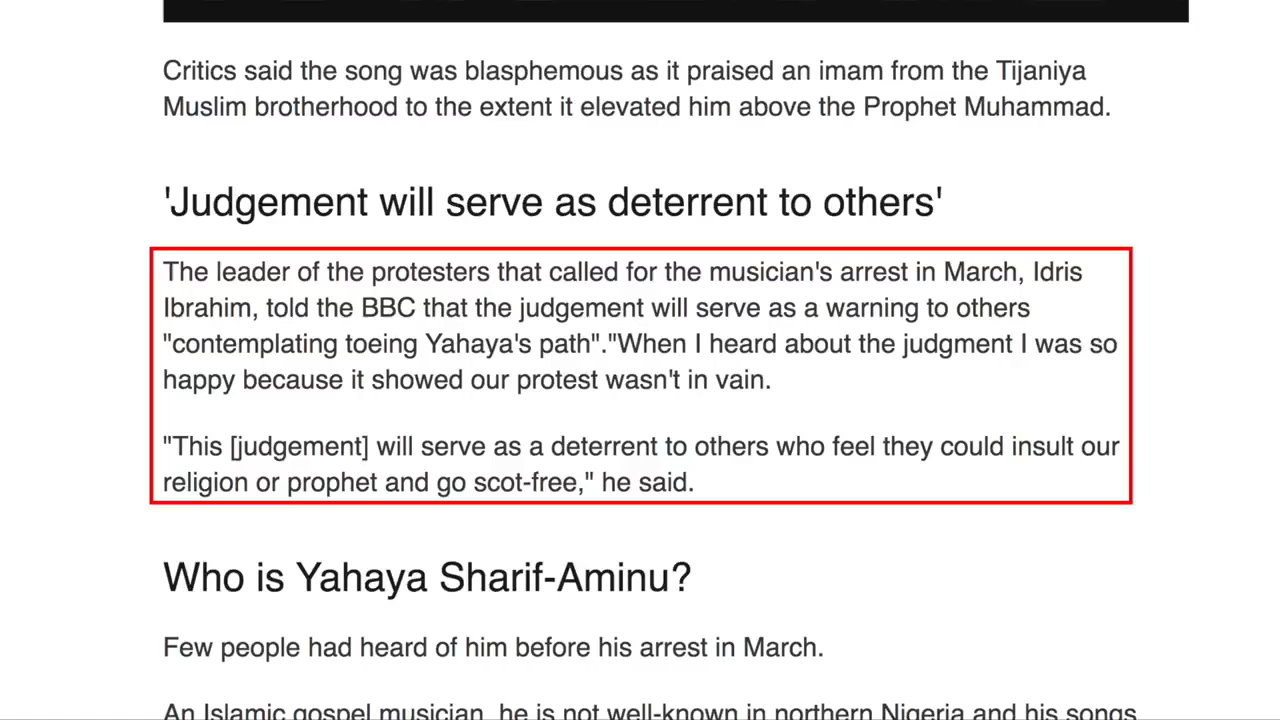 Critics said the song was blasphemous as it praised an imam from the Tijaniya
Muslim brotherhood to the extent it elevated him above the Prophet Muhammad.
'Judgement will serve as deterrent to others'
The leader of the protesters that called for the musician's arrest in March, Idris
Ibrahim, told the BBC that the judgement will serve as a warning to others
"contemplating toeing Yahaya's path"."When I heard about the judgment I was so
happy because it showed our protest wasn't in vain.
"This [judgement] will serve as a deterrent to others who feel they could insult our
religion or prophet and go scot-free," he said.
Who is Yahaya Sharif-Aminu?
Few people had heard of him before his arrest in March.
An Islamic gospel musician, he is not well-known in northern Nigeria and his songs